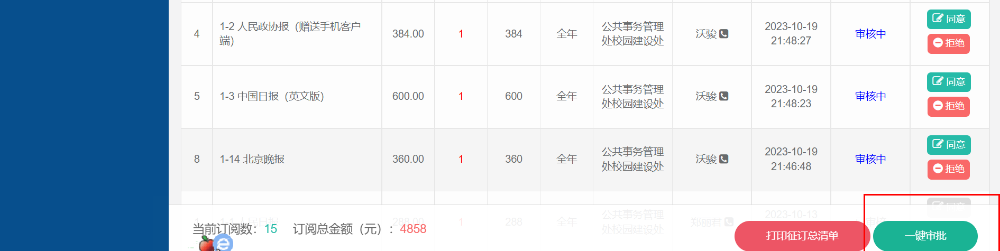 4
1-2 人民政协报（赠送手机客户
端）
384.00
1
384
全年
公共事务管理
处校园建设处
沃骏
2023-10-19
21:48:27
审核中
同意
拒绝
5
1-3 中国日报（英文版）
600.00
1
600
全年
公共事务管理
处校园建设处
沃骏
2023-10-19
21:48:23
审核中
同意
拒绝
8
1-14 北京晚报
360.00
1
360
全年
公共事务管理
处校园建设处
沃骏
2023-10-19
21:46:48
审核中
同意
拒绝
1
1-1 人民日报
288.00
1
288
全年
公共事务管理
处校园建设处
郑丽君
2023-10-13
同意
当前订阅数：15 订阅总金额（元）：4858
打印征订总清单
一键审批